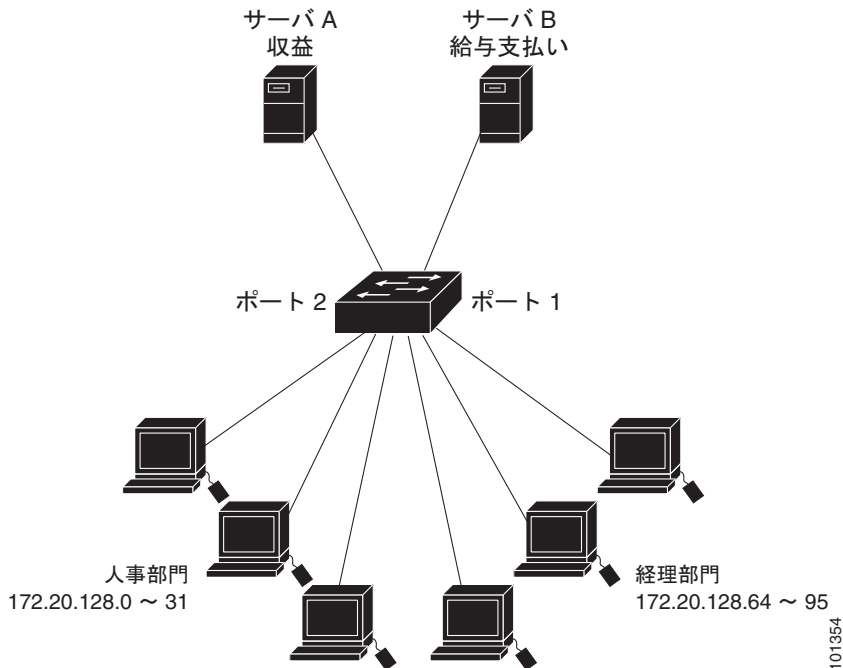 サーバ A
収益
サーバ B
給与支払い
ポート 2
ポート 1
人事部門
172.20.128.0 ~ 31
経理部門
172.20.128.64 ~ 95
101354